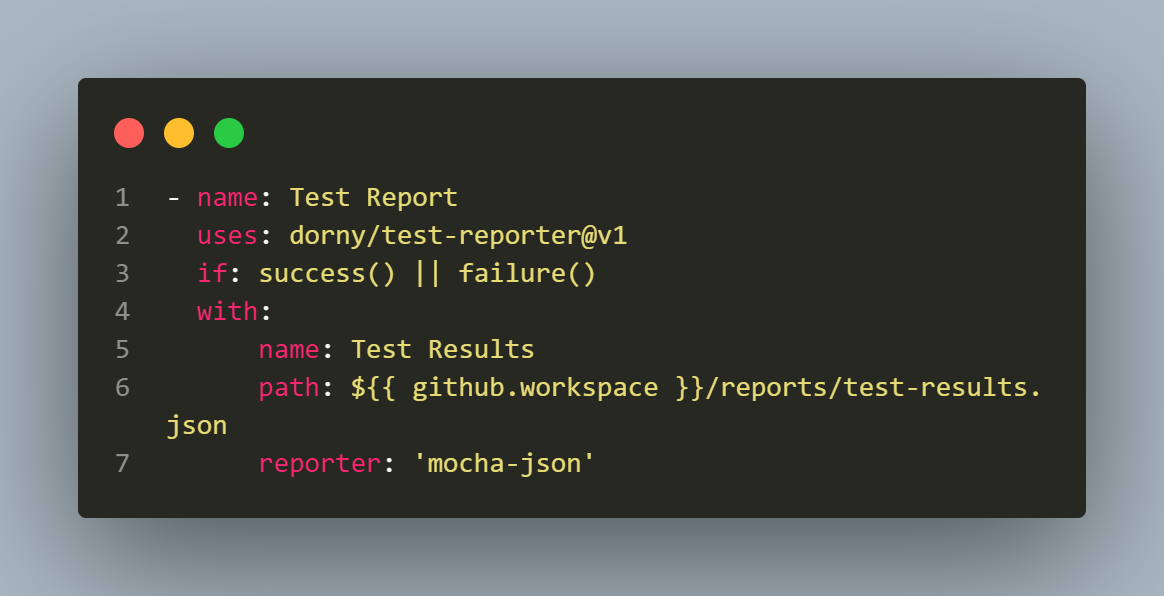 1 - name: Test Report
2 uses: dorny/test-reporter@v1
3 if: success() || failure()
4 with:
5 name: Test Results
6 path: ${{ github.workspace }}/reports/test-results.
json
7 reporter: 'mocha-json'